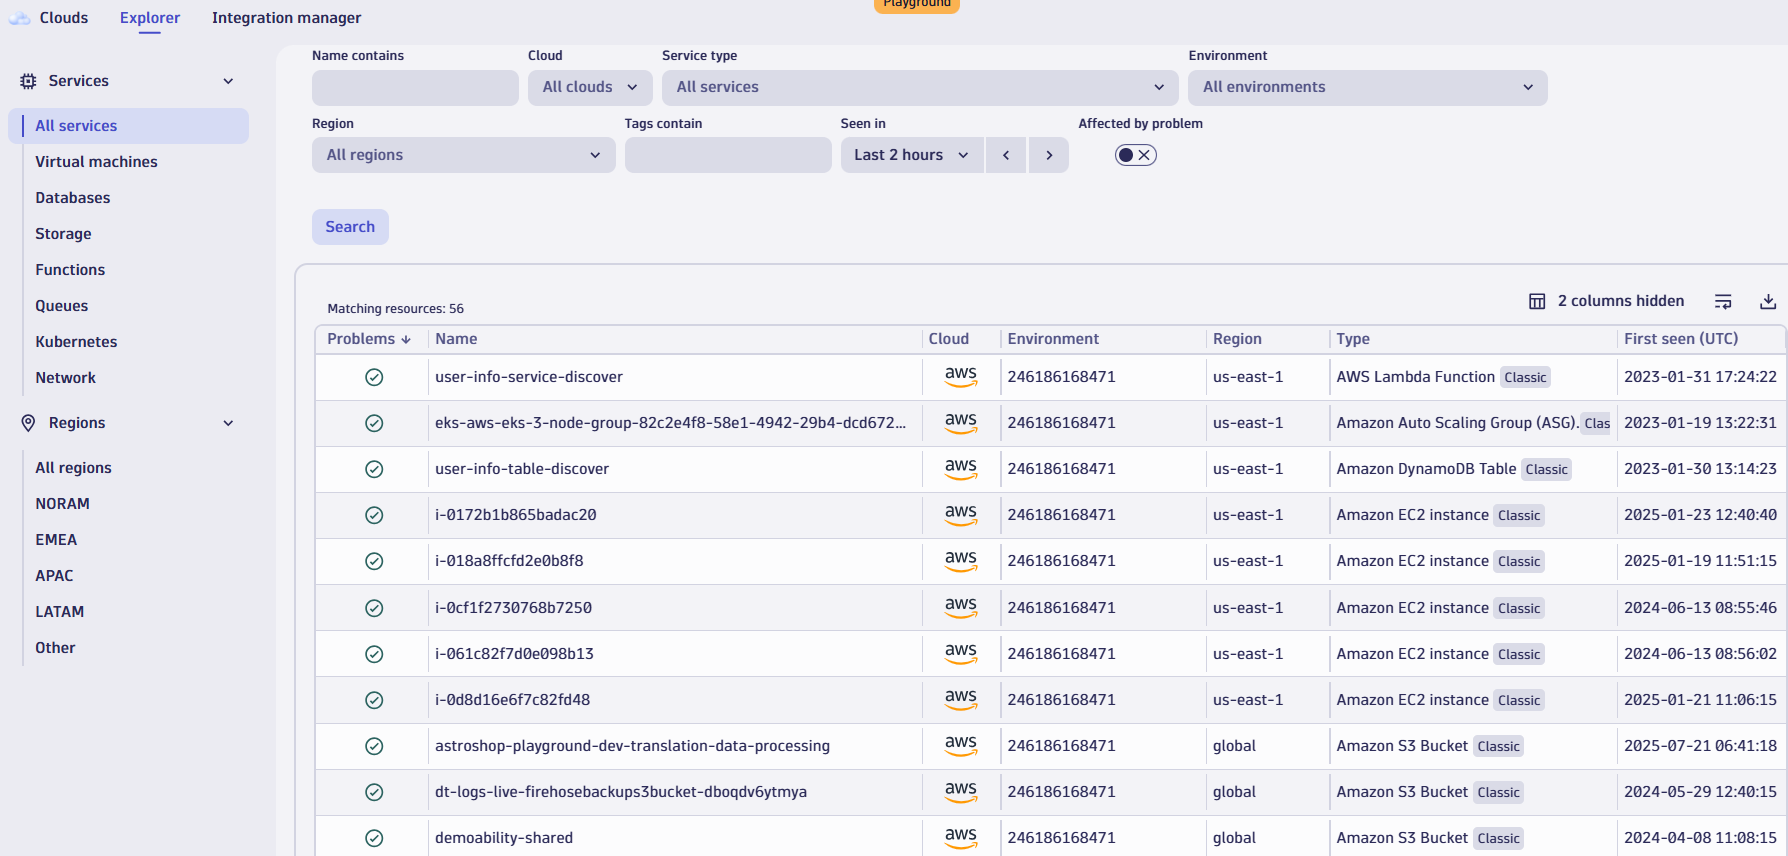 Clouds Explorer Integration manager Playground
Services
All services
Virtual machines
Databases
Storage
Functions
Queues
Kubernetes
Network
Regions
All regions
NORAM
EMEA
APAC
LATAM
Other
Name contains Cloud Service type Environment
All clouds All services All environments
Region Tags contain Seen in Affected by problem
All regions Last 2 hours
Search
Matching resources: 56 2 columns hidden
Problems Name Cloud Environment Region Type First seen (UTC)
user-info-service-discover aws 246186168471 us-east-1 AWS Lambda Function Classic 2023-01-31 17:24:22
eks-aws-eks-3-node-group-82c2e4f8-58e1-4942-29b4-dcd672... aws 246186168471 us-east-1 Amazon Auto Scaling Group (ASG). Clas 2023-01-19 13:22:31
user-info-table-discover aws 246186168471 us-east-1 Amazon DynamoDB Table Classic 2023-01-30 13:14:23
i-0172b1b865badac20 aws 246186168471 us-east-1 Amazon EC2 instance Classic 2025-01-23 12:40:40
i-018a8ffcfd2e0b8f8 aws 246186168471 us-east-1 Amazon EC2 instance Classic 2025-01-19 11:51:15
i-0cf1f2730768b7250 aws 246186168471 us-east-1 Amazon EC2 instance Classic 2024-06-13 08:55:46
i-061c82f7d0e098b13 aws 246186168471 us-east-1 Amazon EC2 instance Classic 2024-06-13 08:56:02
i-0d8d16e6f7c82fd48 aws 246186168471 us-east-1 Amazon EC2 instance Classic 2025-01-21 11:06:15
astroshop-playground-dev-translation-data-processing aws 246186168471 global Amazon S3 Bucket Classic 2025-07-21 06:41:18
dt-logs-live-firehosebackups3bucket-dboqdv6ytmya aws 246186168471 global Amazon S3 Bucket Classic 2024-05-29 12:40:15
demoability-shared aws 246186168471 global Amazon S3 Bucket Classic 2024-04-08 11:08:15